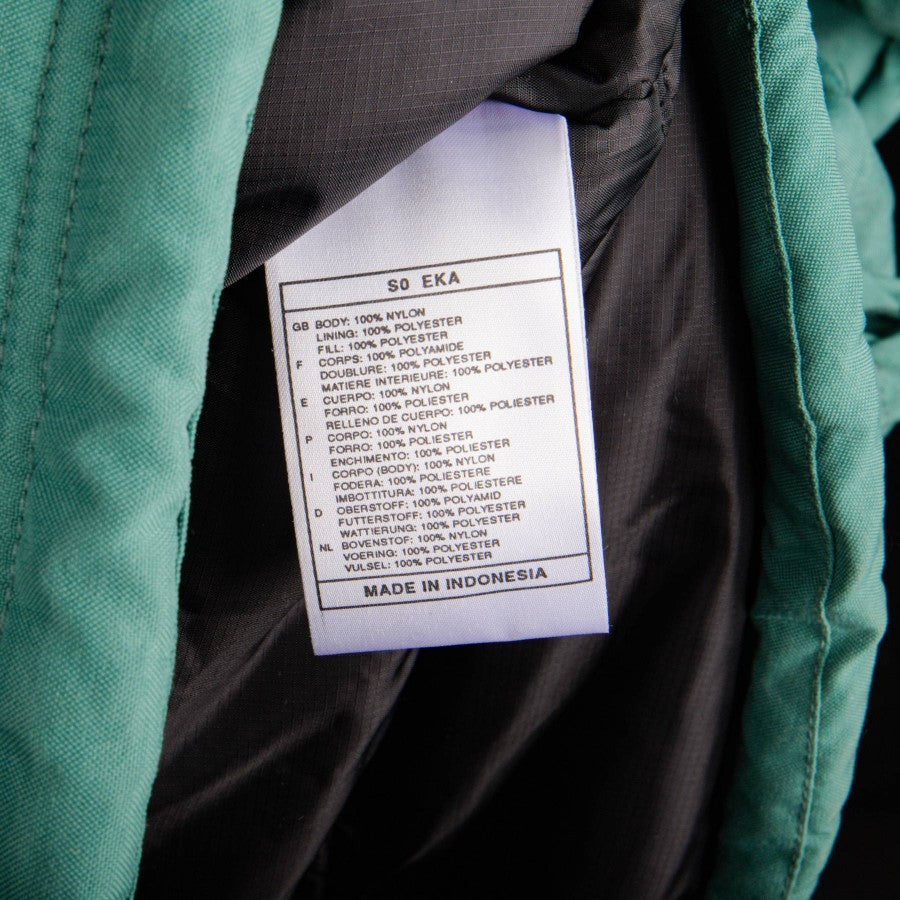 S0 EKA
GB BODY: 100% NYLON
LINING: 100% POLYESTER
FILL: 100% POLYESTER
F CORPS: 100% POLYAMIDE
DOUBLURE: 100% POLYESTER
MATIERE INTERIEURE: 100% POLYESTER
E CUERPO: 100% NYLON
FORRO: 100% POLIESTER
RELLENO DE CUERPO: 100% POLIESTER
P CORPO: 100% NYLON
FORRO: 100% POLIESTER
ENCHIMENTO: 100% POLIESTER
I CORPO (BODY): 100% NYLON
FODERA: 100% POLIESTERE
IMBOTTITURA: 100% POLIESTERE
D OBERSTOFF: 100% POLYAMID
FUTTERSTOFF: 100% POLYESTER
WATTIERUNG: 100% POLYESTER
NL BOVENSTOF: 100% NYLON
VOERING: 100% POLYESTER
VULSEL: 100% POLYESTER
MADE IN INDONESIA